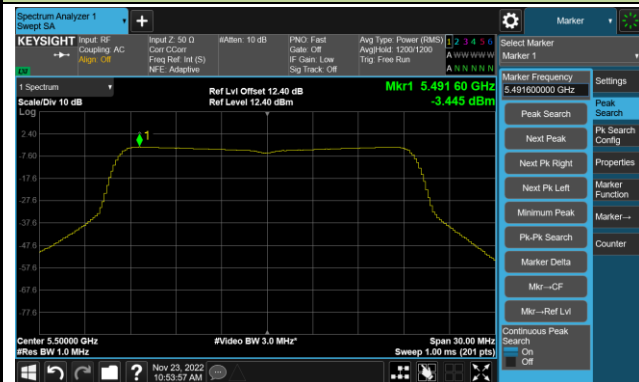 Spectrum Analyzer 1
Swept SA
Marker
KEYSIGHT
Input: RF
Coupling: AC
Align: Off
Input Z: 50 Ω
Corr CCorr
Freq Ref: Int (S)
NFE: Adaptive
#Atten: 10 dB
PNO: Fast
Gate: Off
IF Gain: Low
Sig Track: Off
Avg Type: Power (RMS)
Avg|Hold: 1200/1200
Trig: Free Run
1 2 3 4 5 6
A W W W W W
A N N N N N
LXI
Select Marker
Marker 1
1 Spectrum
Scale/Div 10 dB
Log
Ref Lvl Offset 12.40 dB
Ref Level 12.40 dBm
Mkr1 5.491 60 GHz
-3.445 dBm
1
2.40
-7.60
-17.6
-27.6
-37.6
-47.6
-57.6
-67.6
-77.6
Center 5.50000 GHz
#Res BW 1.0 MHz
#Video BW 3.0 MHz*
Span 30.00 MHz
Sweep 1.00 ms (201 pts)
Marker Frequency
5.491600000 GHz
Peak Search
Next Peak
Next Pk Right
Next Pk Left
Minimum Peak
Pk-Pk Search
Marker Delta
Mkr→CF
Mkr→Ref Lvl
Continuous Peak
Search
On
Off
Settings
Peak
Search
Pk Search
Config
Properties
Marker
Function
Marker→
Counter
?
Nov 23, 2022
10:53:57 AM